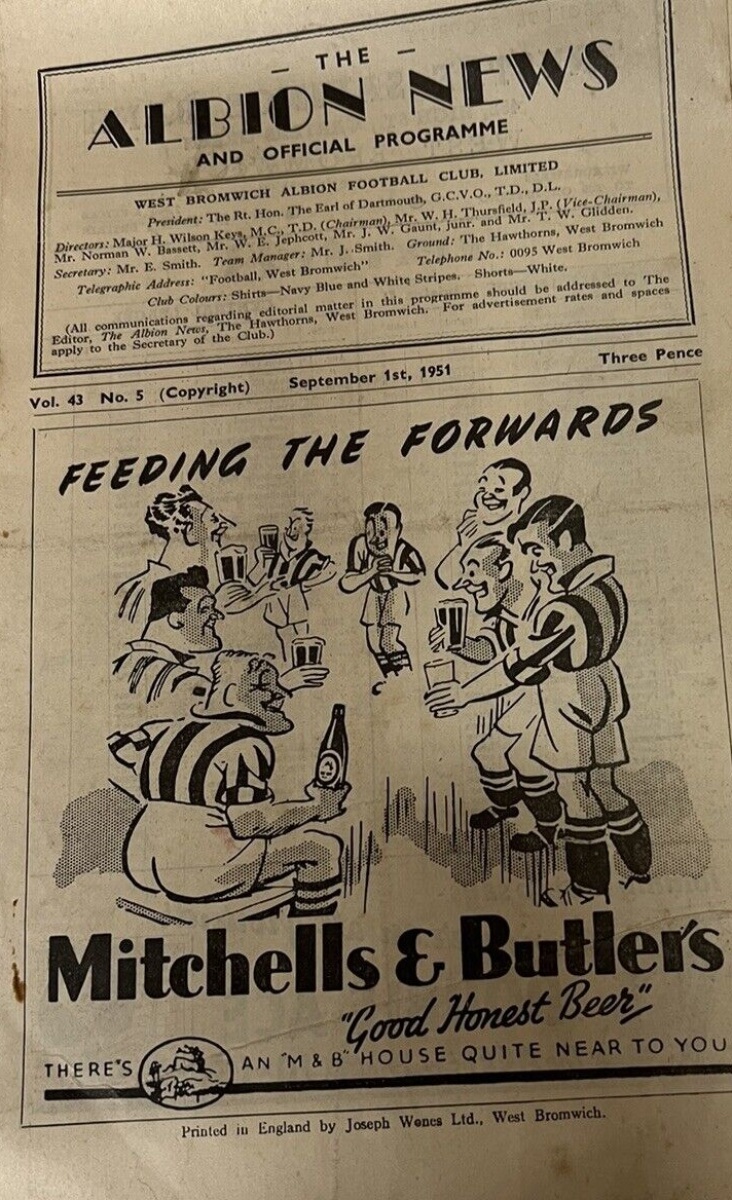 — THE —
ALBION NEWS
AND OFFICIAL PROGRAMME
WEST BROMWICH ALBION FOOTBALL CLUB, LIMITED
President: The Rt. Hon. The Earl of Dartmouth, G.C.V.O., T.D., D.L.
Directors: Major H. Wilson Keys, M.C., T.D. (Chairman), Mr. W. H. Thursfield, J.P. (Vice-Chairman),
Mr. Norman W. Bassett, Mr. W. E. Jephcott, Mr. J. W. Gaunt, junr. and Mr. T. W. Glidden.
Secretary: Mr. E. Smith. Team Manager: Mr. J. Smith. Ground: The Hawthorns, West Bromwich
Telegraphic Address: "Football, West Bromwich" Telephone No.: 0095 West Bromwich
Club Colours: Shirts—Navy Blue and White Stripes. Shorts—White.
(All communications regarding editorial matter in this programme should be addressed to The
Editor, The Albion News, The Hawthorns, West Bromwich. For advertisement rates and spaces
apply to the Secretary of the Club.)
Vol. 43 No. 5 (Copyright) September 1st, 1951 Three Pence
FEEDING THE FORWARDS
Mitchells & Butler's
"Good Honest Beer"
THERE'S AN "M & B" HOUSE QUITE NEAR TO YOU
Printed in England by Joseph Wones Ltd., West Bromwich.